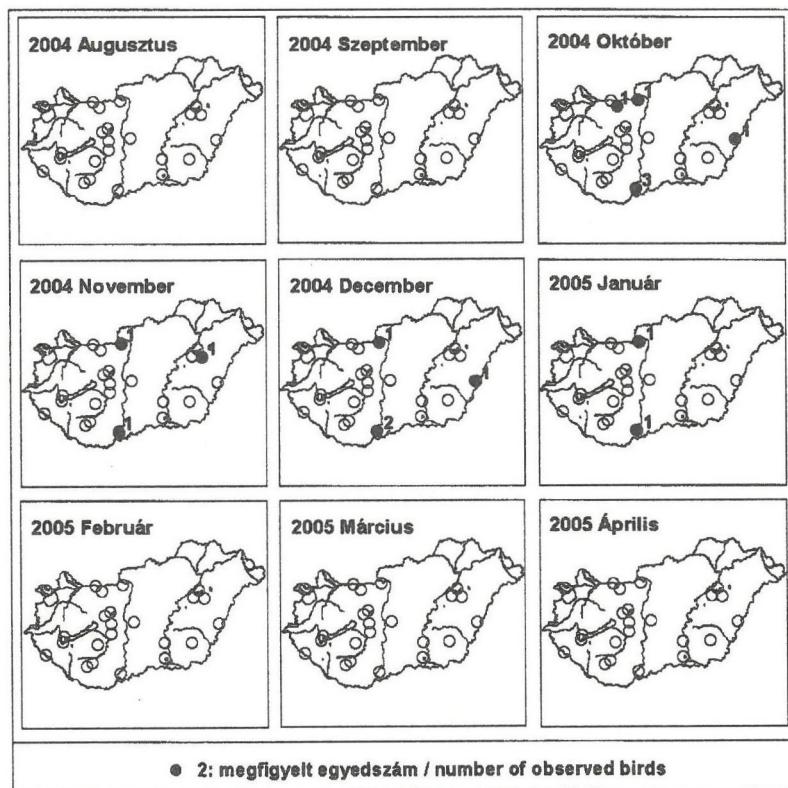 2004 Augusztus
2004 Szeptember
2004 Október
1
1
1
3
2004 November
1
1
1
2004 December
1
1
2
2005 Január
1
1
2005 Február
2005 Március
2005 Április
2: megfigyelt egyedszám / number of observed birds